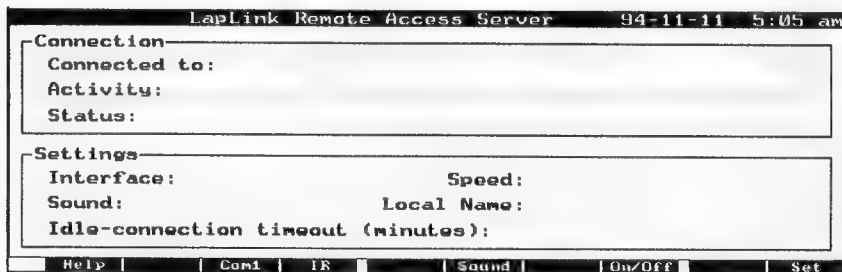 LapLink Remote Access Server 94-11-11 5:05 am
Connection
Connected to:
Activity:
Status:
Settings
Interface: Speed:
Sound: Local Name:
Idle-connection timeout (minutes):
Help Com1 IR Sound On/Off Set